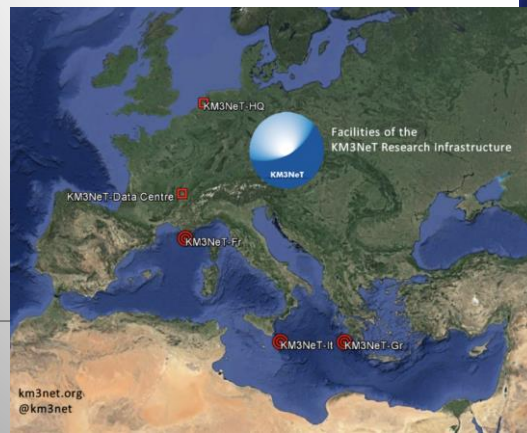 KM3NeT-HQ
Facilities of the
KM3NeT Research Infrastructure
KM3NeT
KM3NeT-Data Centre
KM3NeT-Fr
KM3NeT-It
KM3NeT-Gr
km3net.org
@km3net